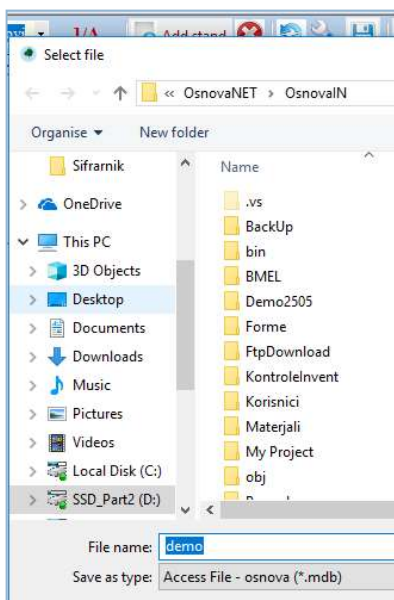 1/A Add stand
Select file
« OsnovaNET > OsnovaIN
Organise New folder
Sifrarnik
OneDrive
This PC
3D Objects
Desktop
Documents
Downloads
Music
Pictures
Videos
Local Disk (C:)
SSD_Part2 (D:)
Name
.vs
BackUp
bin
BMEL
Demo2505
Forme
FtpDownload
KontroleInvent
Korisnici
Materjali
My Project
obj
File name: demo
Save as type: Access File - osnova (*.mdb)